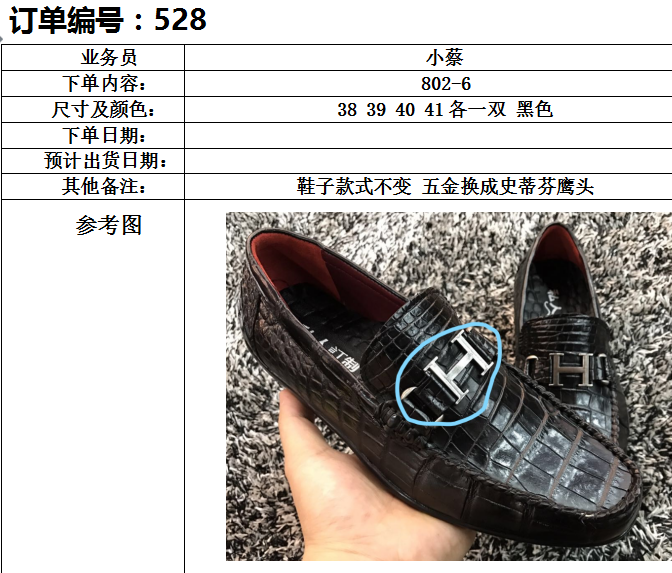 订单编号：528
业务员 小蔡
下单内容： 802-6
尺寸及颜色： 38 39 40 41各一双 黑色
下单日期：
预计出货日期：
其他备注： 鞋子款式不变 五金换成史蒂芬鹰头
参考图
H
H